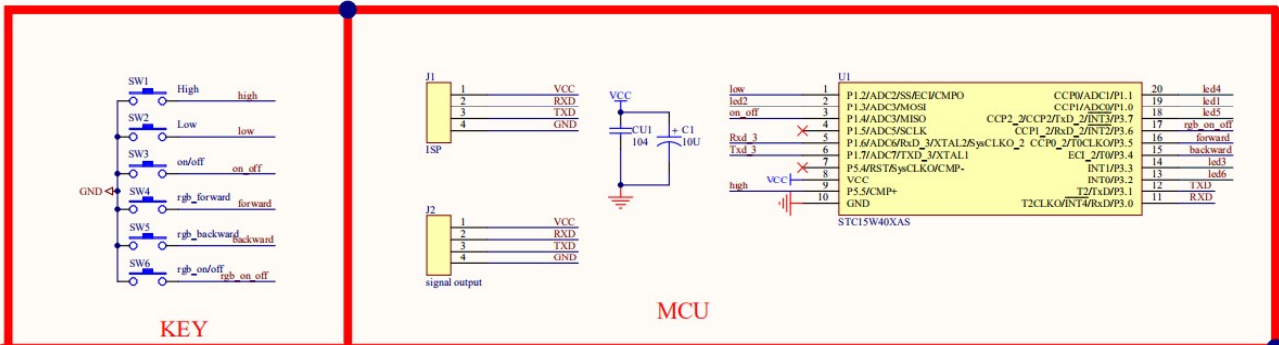 SW1
High
high
SW2
Low
low
SW3
on/off
on_off
GND
SW4
rgb_forward
forward
SW5
rgb_backward
backward
SW6
rgb_on/off
rgb_on_off
KEY
J1
1 VCC
2 RXD
3 TXD
4 GND
ISP
J2
1 VCC
2 RXD
3 TXD
4 GND
signal output
VCC
CU1
104
+ C1
10U
U1
low 1 P1.2/ADC2/SS/ECI/CMPO
led2 2 P1.3/ADC3/MOSI
on_off 3 P1.4/ADC3/MISO
4 P1.5/ADC5/SCLK
Rxd_3 5 P1.6/ADC6/RxD_3/XTAL2/SysCLKO_2
Txd_3 6 P1.7/ADC7/TXD_3/XTAL1
7 P5.4/RST/SysCLKO/CMP-
VCC 8 VCC
high 9 P5.5/CMP+
10 GND
CCP0/ADC1/P1.1 20 led4
CCP1/ADC0/P1.0 19 led1
CCP2_2/CCP2/TxD_2/INT3/P3.7 18 led5
CCP1_2/RxD_2/INT2/P3.6 17 rgb_on_off
CCP0_2/T0CLKO/P3.5 16 forward
ECI_2/T0/P3.4 15 backward
INT1/P3.3 14 led3
INT0/P3.2 13 led6
T2/TxD/P3.1 12 TXD
T2CLKO/INT4/RxD/P3.0 11 RXD
STC15W40XAS
MCU